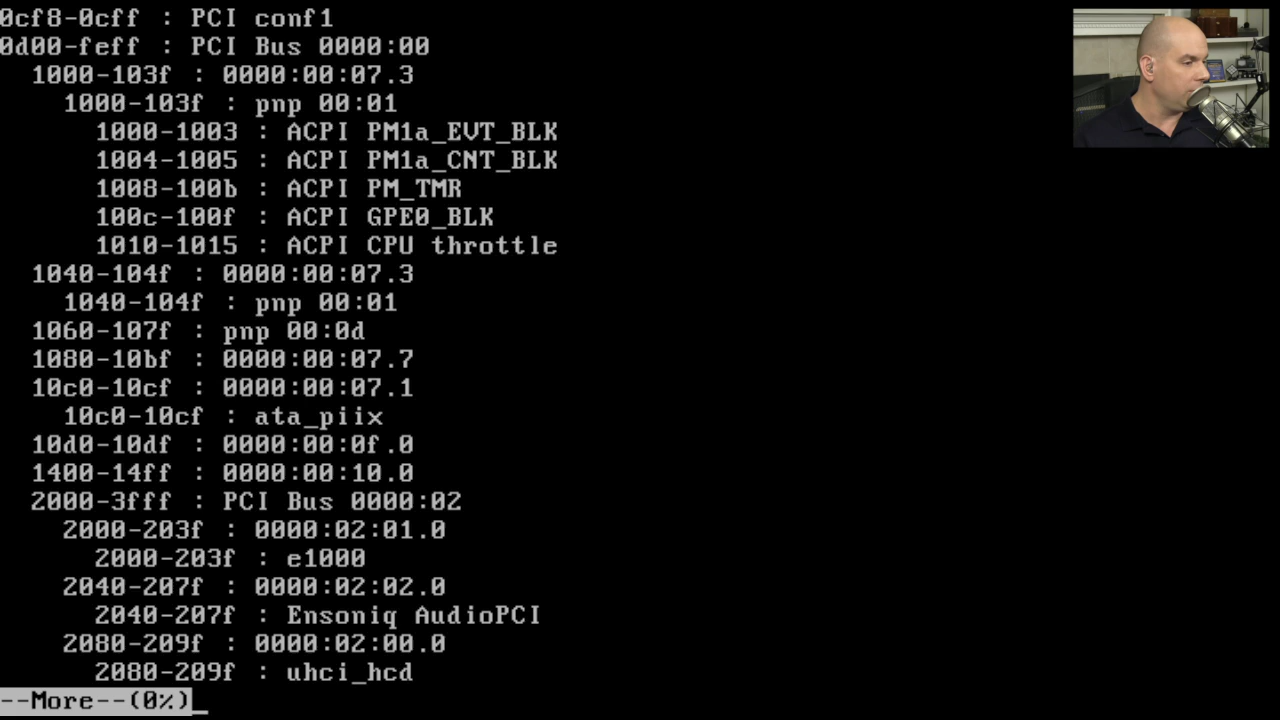 0cf8-0cff : PCI conf1
0d00-feff : PCI Bus 0000:00
1000-103f : 0000:00:07.3
1000-103f : pnp 00:01
1000-1003 : ACPI PM1a_EVT_BLK
1004-1005 : ACPI PM1a_CNT_BLK
1008-100b : ACPI PM_TMR
100c-100f : ACPI GPE0_BLK
1010-1015 : ACPI CPU throttle
1040-104f : 0000:00:07.3
1040-104f : pnp 00:01
1060-107f : pnp 00:0d
1080-10bf : 0000:00:07.7
10c0-10cf : 0000:00:07.1
10c0-10cf : ata_piix
10d0-10df : 0000:00:0f.0
1400-14ff : 0000:00:10.0
2000-3fff : PCI Bus 0000:02
2000-203f : 0000:02:01.0
2000-203f : e1000
2040-207f : 0000:02:02.0
2040-207f : Ensoniq AudioPCI
2080-209f : 0000:02:00.0
2080-209f : uhci_hcd
--More--(0%)_